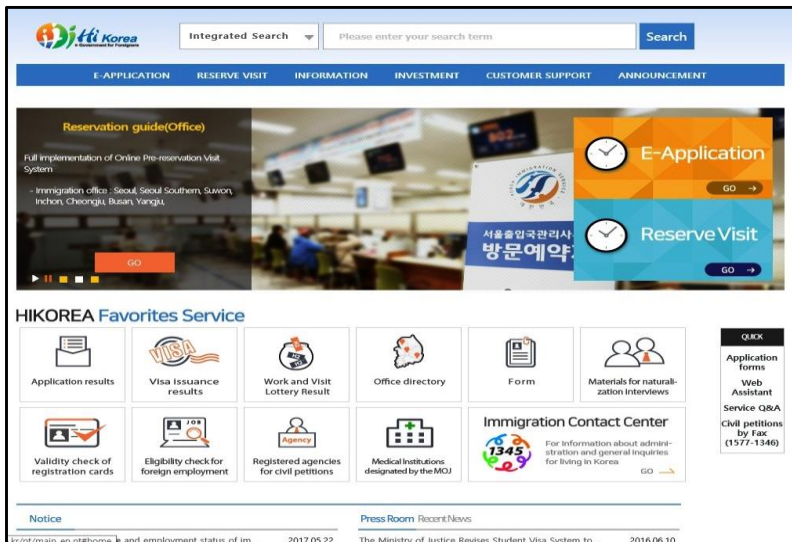 Hi Korea
e-Government for Foreigners
Integrated Search
Please enter your search term
Search
E-APPLICATION RESERVE VISIT INFORMATION INVESTMENT CUSTOMER SUPPORT ANNOUNCEMENT
Reservation guide(Office)
Full implementation of Online Pre-reservation Visit
System
- Immigration office : Seoul, Seoul Southern, Suwon,
Inchon, Cheongju, Busan, Yangju,
GO
서울출입국관리사
방문예약
E-Application
GO →
Reserve Visit
GO →
HIKOREA Favorites Service
Application results
VISA
Visa Issuance
results
Work and Visit
Lottery Result
Office directory
Form
Materials for naturali-
zation Interviews
JOB
Agency
Validity check of
registration cards
Eligibility check for
foreign employment
Registered agencies
for civil petitions
Medical Institutions
designated by the MOJ
Immigration Contact Center
1345
For Information about admini-
stration and general inquiries
for living in Korea
GO
QUICK
Application
forms
Web
Assistant
Service Q&A
Civil petitions
by Fax
(1577-1346)
Notice
Press Room Recent News
kr/pt/main_en.pt#home
and employment status of im 2017.05.22
The Ministry of Justice Revises Student Visa System to 2016.06.10